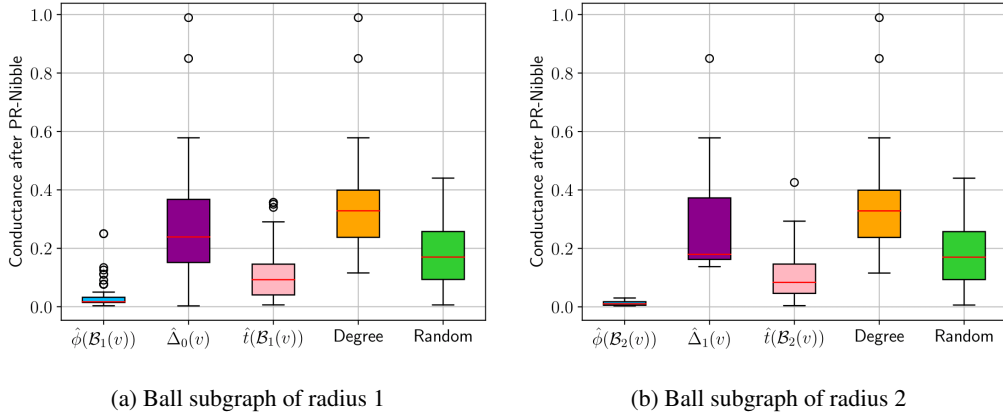 Conductance after PR-Nibble
1.0
0.8
0.6
0.4
0.2
0.0
ϕ̂(ℬ₁(v)) Δ̂₀(v) t̂(ℬ₁(v)) Degree Random
(a) Ball subgraph of radius 1
Conductance after PR-Nibble
1.0
0.8
0.6
0.4
0.2
0.0
ϕ̂(ℬ₂(v)) Δ̂₁(v) t̂(ℬ₂(v)) Degree Random
(b) Ball subgraph of radius 2